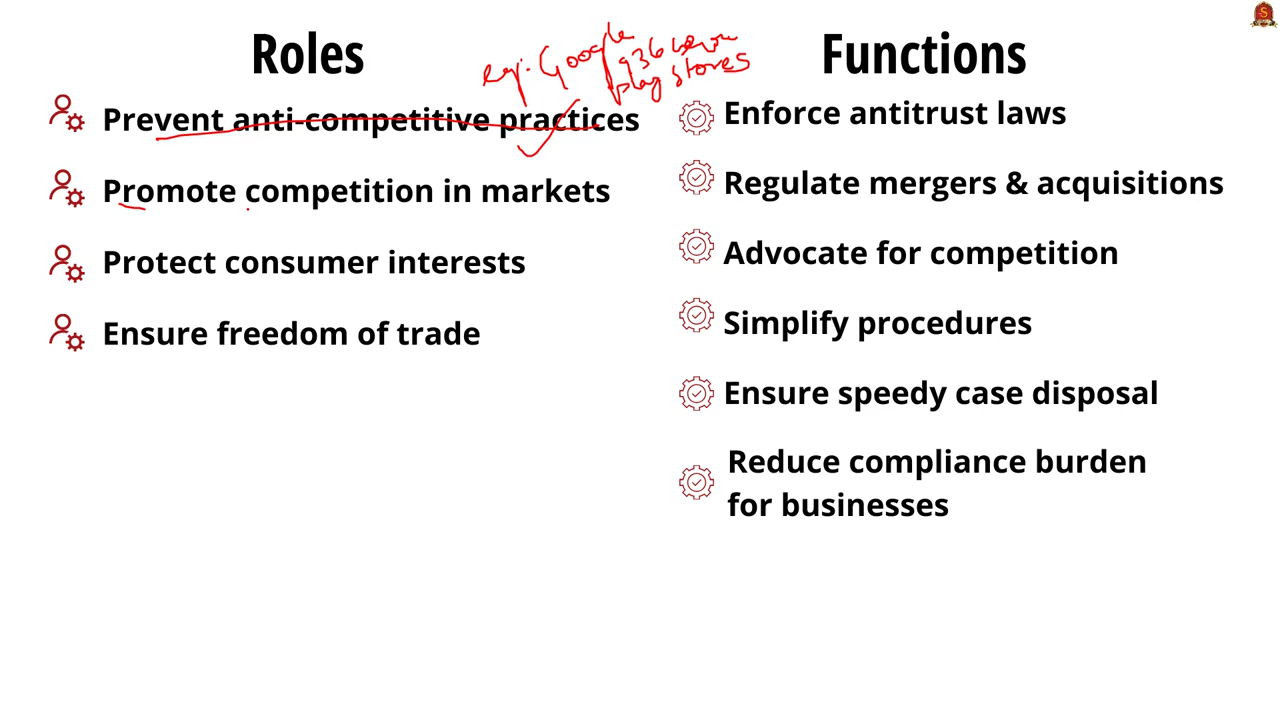 Roles
eg: Google
936
play stores
Prevent anti-competitive practices
Promote competition in markets
Protect consumer interests
Ensure freedom of trade
Functions
Enforce antitrust laws
Regulate mergers & acquisitions
Advocate for competition
Simplify procedures
Ensure speedy case disposal
Reduce compliance burden
for businesses